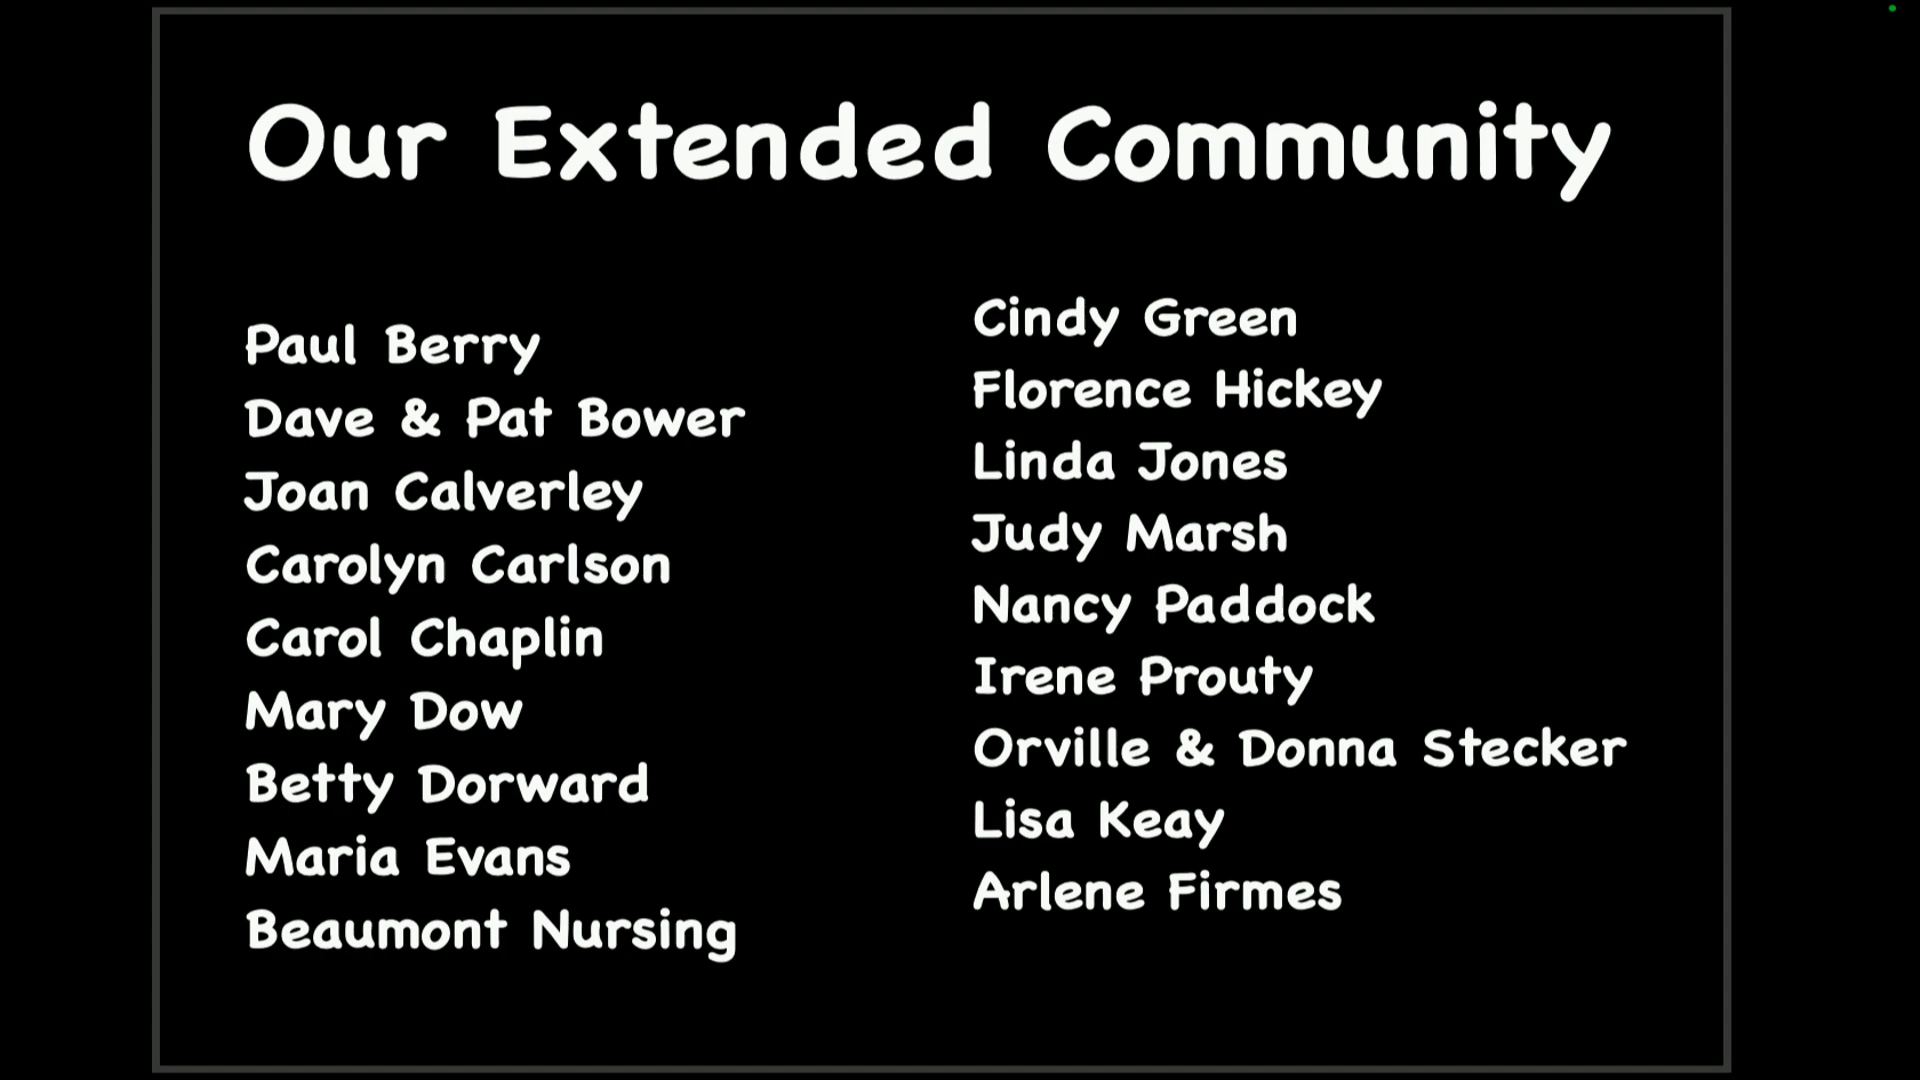 Our Extended Community
Paul Berry
Dave & Pat Bower
Joan Calverley
Carolyn Carlson
Carol Chaplin
Mary Dow
Betty Dorward
Maria Evans
Beaumont Nursing
Cindy Green
Florence Hickey
Linda Jones
Judy Marsh
Nancy Paddock
Irene Prouty
Orville & Donna Stecker
Lisa Keay
Arlene Firmes